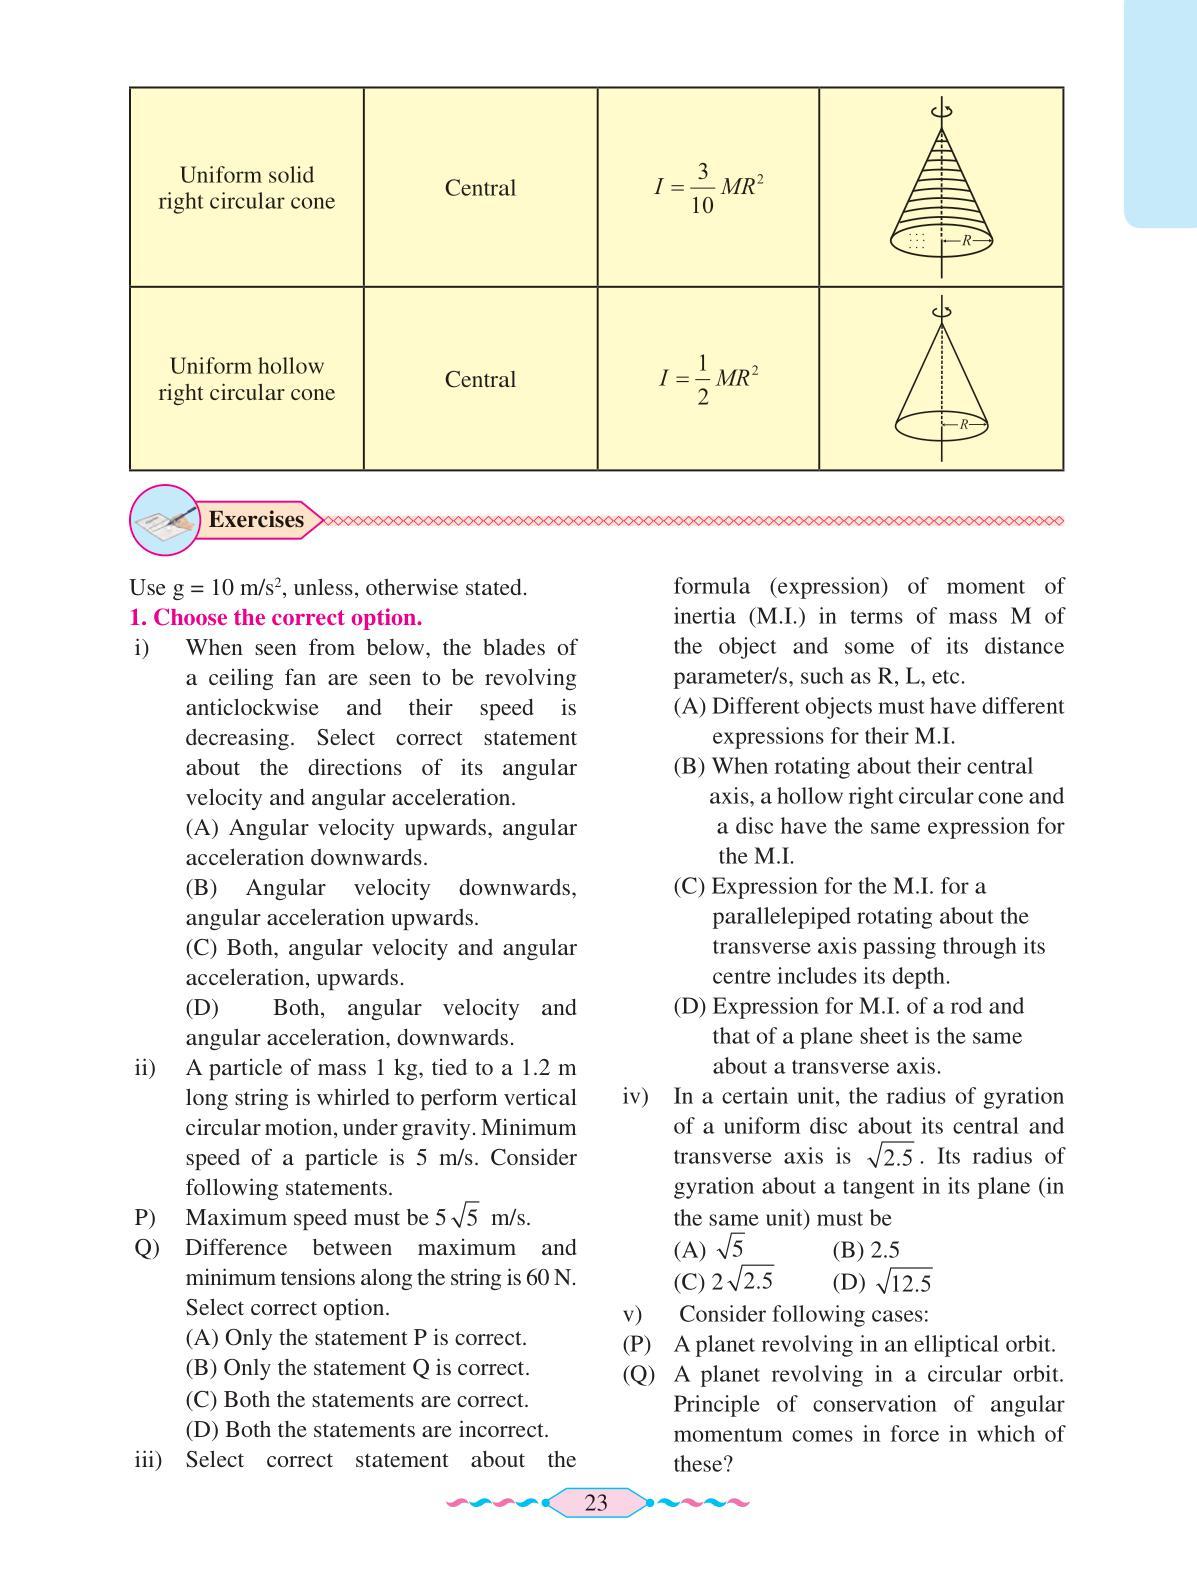 Uniform solid
right circular cone
Central
I = 3/10 MR²
R
Uniform hollow
right circular cone
Central
I = 1/2 MR²
R
Exercises
Use g = 10 m/s², unless, otherwise stated.
1. Choose the correct option.
i) When seen from below, the blades of
a ceiling fan are seen to be revolving
anticlockwise and their speed is
decreasing. Select correct statement
about the directions of its angular
velocity and angular acceleration.
(A) Angular velocity upwards, angular
acceleration downwards.
(B) Angular velocity downwards,
angular acceleration upwards.
(C) Both, angular velocity and angular
acceleration, upwards.
(D) Both, angular velocity and
angular acceleration, downwards.
ii) A particle of mass 1 kg, tied to a 1.2 m
long string is whirled to perform vertical
circular motion, under gravity. Minimum
speed of a particle is 5 m/s. Consider
following statements.
P) Maximum speed must be 5√5 m/s.
Q) Difference between maximum and
minimum tensions along the string is 60 N.
Select correct option.
(A) Only the statement P is correct.
(B) Only the statement Q is correct.
(C) Both the statements are correct.
(D) Both the statements are incorrect.
iii) Select correct statement about the
formula (expression) of moment of
inertia (M.I.) in terms of mass M of
the object and some of its distance
parameter/s, such as R, L, etc.
(A) Different objects must have different
expressions for their M.I.
(B) When rotating about their central
axis, a hollow right circular cone and
a disc have the same expression for
the M.I.
(C) Expression for the M.I. for a
parallelepiped rotating about the
transverse axis passing through its
centre includes its depth.
(D) Expression for M.I. of a rod and
that of a plane sheet is the same
about a transverse axis.
iv) In a certain unit, the radius of gyration
of a uniform disc about its central and
transverse axis is √2.5. Its radius of
gyration about a tangent in its plane (in
the same unit) must be
(A) √5 (B) 2.5
(C) 2√2.5 (D) √12.5
v) Consider following cases:
(P) A planet revolving in an elliptical orbit.
(Q) A planet revolving in a circular orbit.
Principle of conservation of angular
momentum comes in force in which of
these?
23